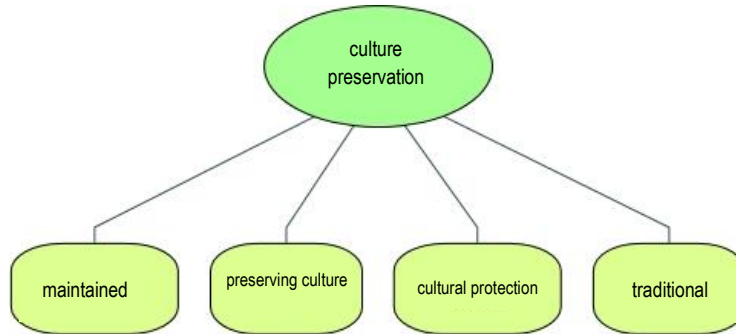 culture
preservation
maintained
preserving culture
cultural protection
traditional